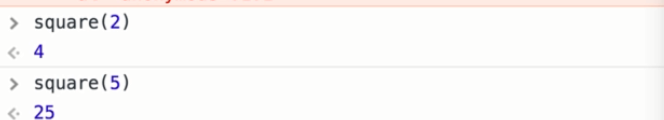 > square(2)
<· 4
> square(5)
<· 25